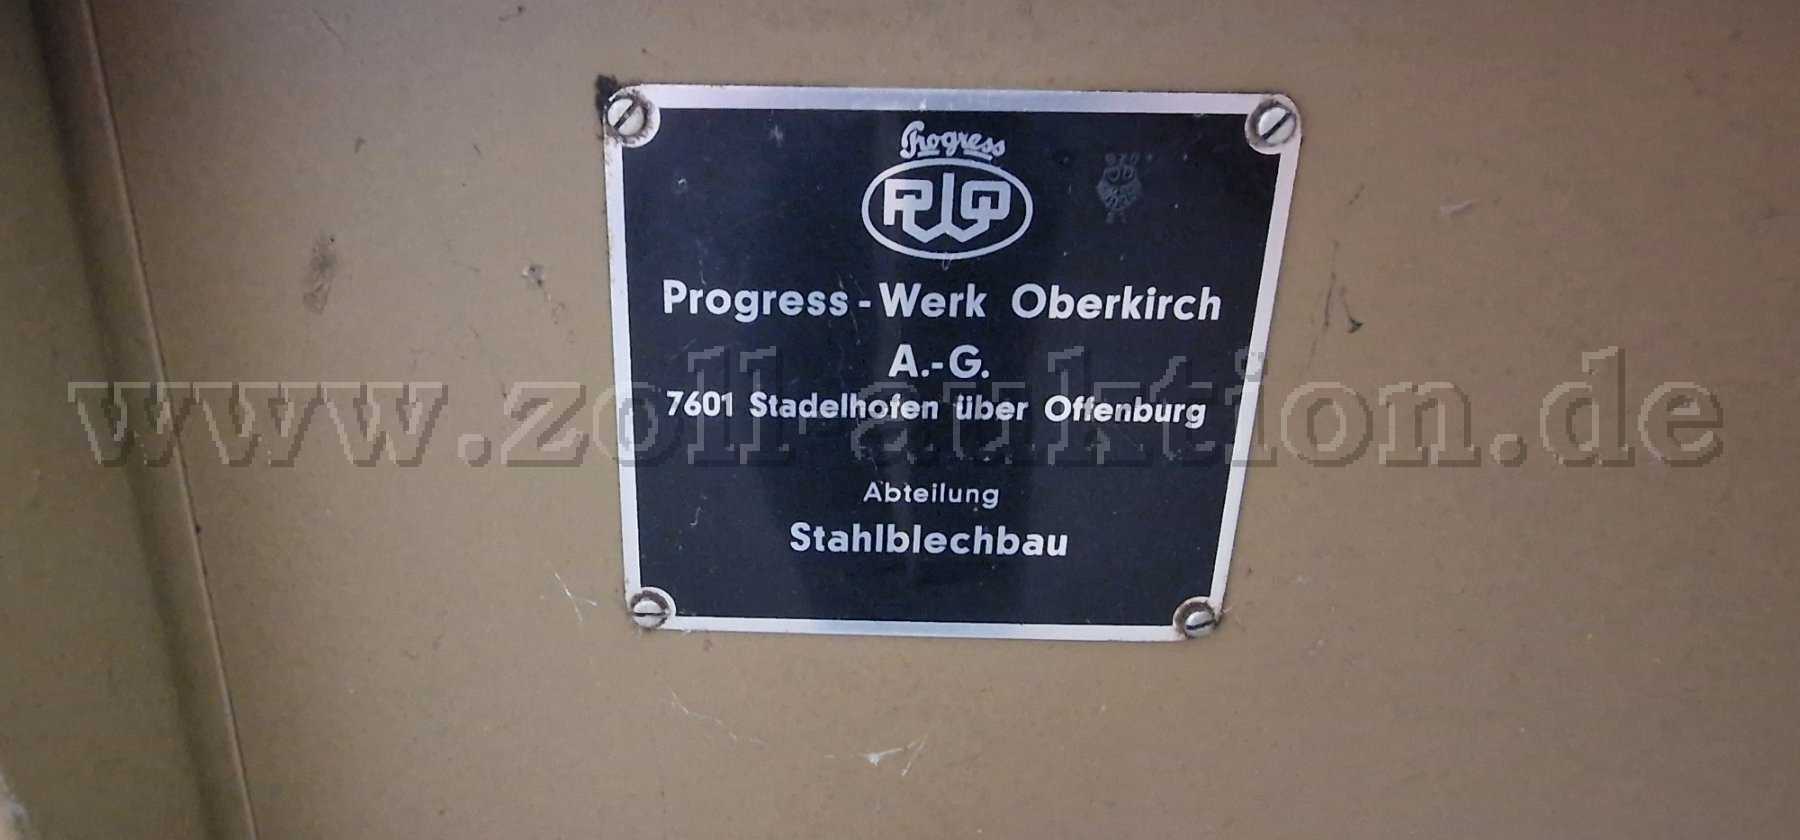 Progress
PWO
Progress-Werk Oberkirch
A.-G.
7601 Stadelhofen über Offenburg
Abteilung
Stahlblechbau
www.zoll-auktion.de